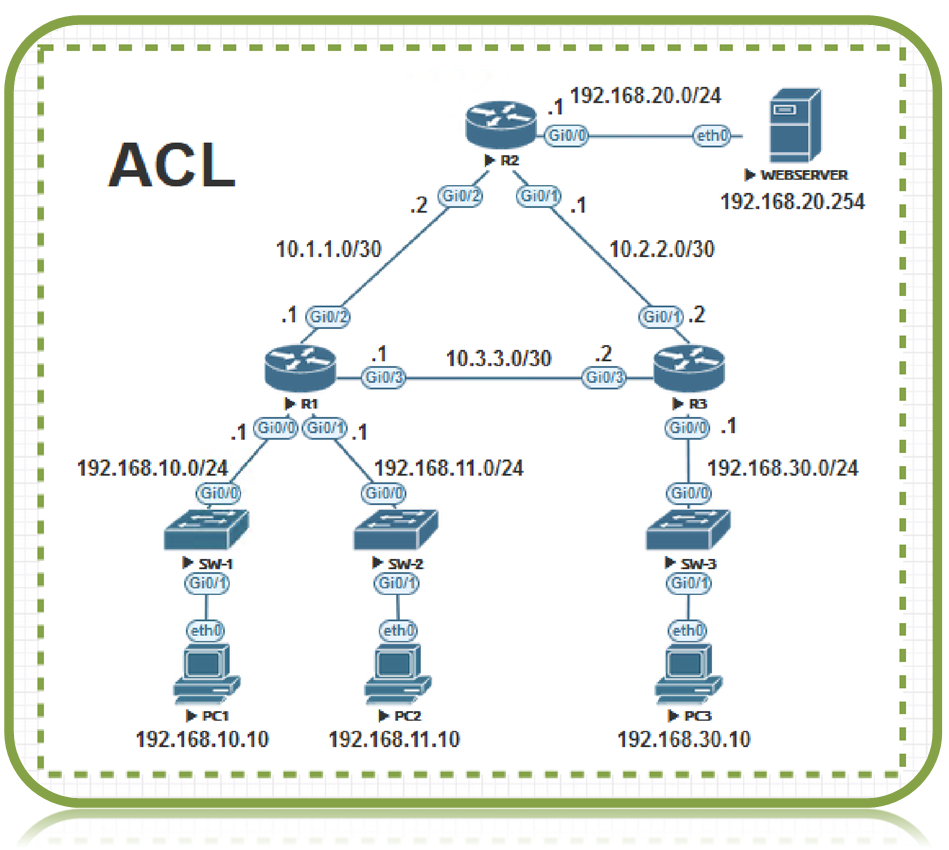 ACL
192.168.20.0/24
.1
Gi0/0
eth0
R2
WEBSERVER
192.168.20.254
Gi0/2
Gi0/1
.2
.1
10.1.1.0/30
10.2.2.0/30
.1
Gi0/2
Gi0/1
.2
.1
10.3.3.0/30
.2
Gi0/3
Gi0/3
R1
R3
.1
Gi0/0
Gi0/1
.1
Gi0/0
.1
192.168.10.0/24
192.168.11.0/24
192.168.30.0/24
Gi0/0
Gi0/0
Gi0/0
SW-1
SW-2
SW-3
Gi0/1
Gi0/1
Gi0/1
eth0
eth0
eth0
PC1
PC2
PC3
192.168.10.10
192.168.11.10
192.168.30.10